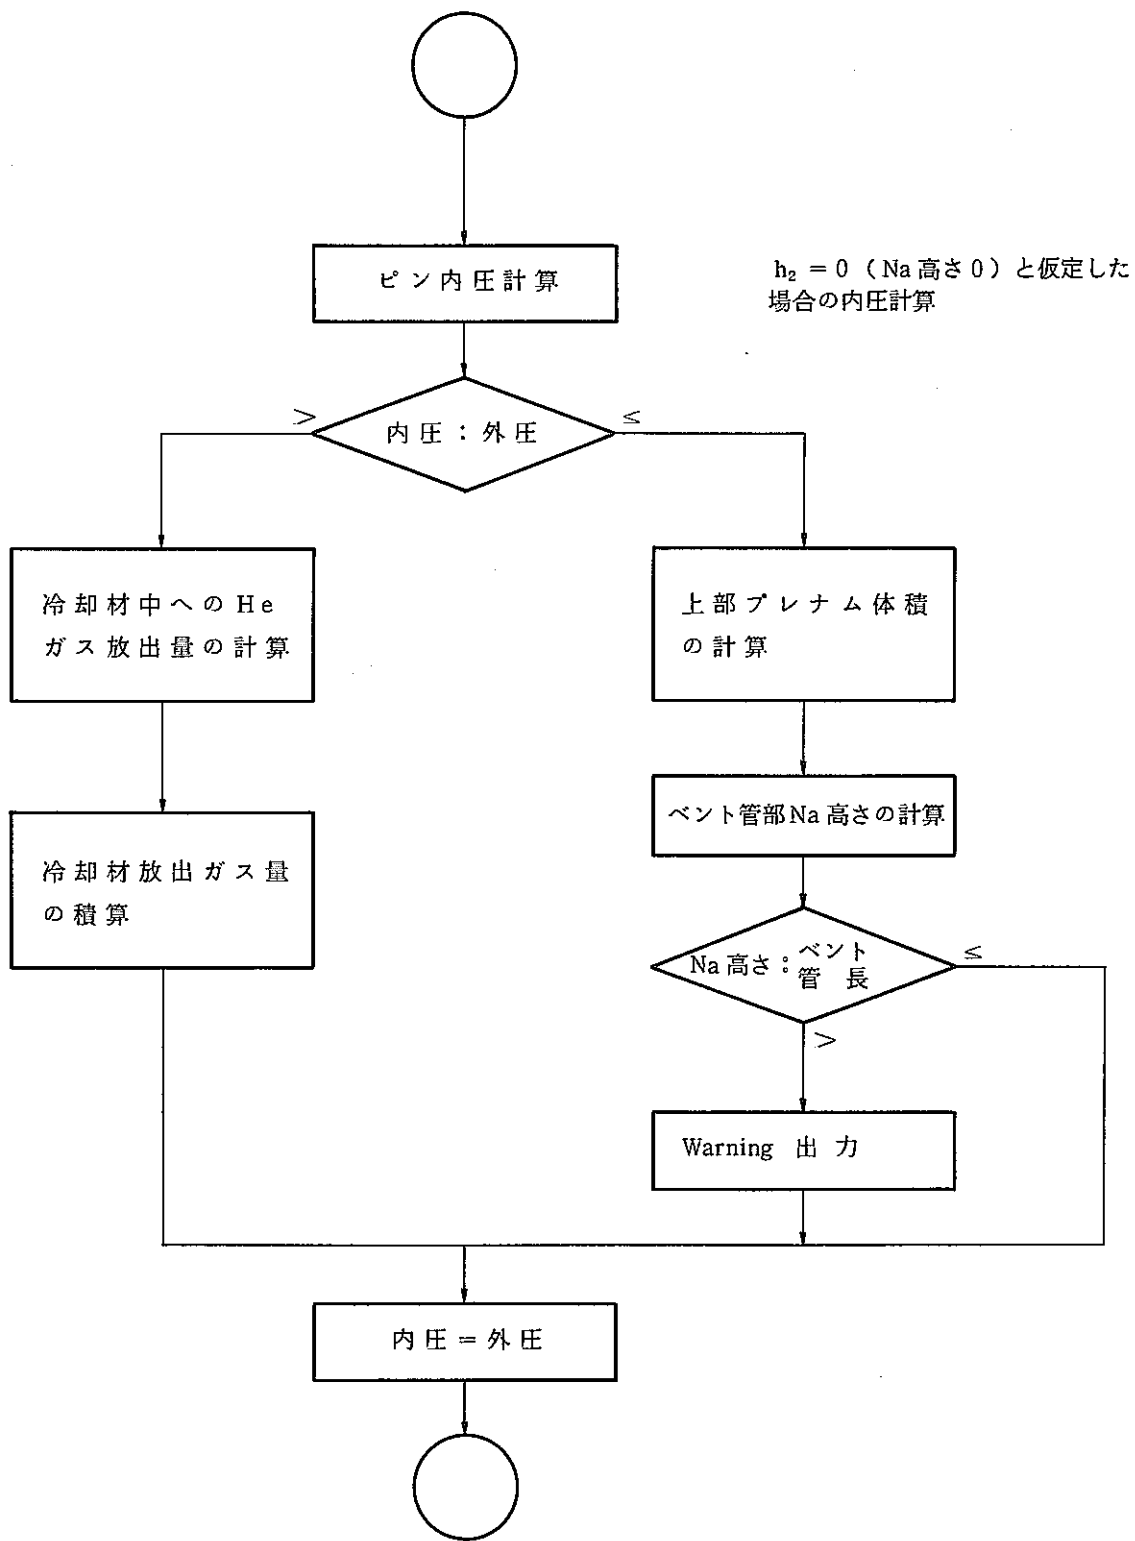 ピン内圧計算
h₂ = 0 (Na 高さ 0) と仮定した
場合の内圧計算
>
≤
内圧:外圧
冷却材中へのHe
ガス放出量の計算
上部プレナム体積
の計算
ベント管部Na 高さの計算
冷却材放出ガス量
の積算
Na 高さ:ベント
管長
≤
>
Warning 出力
内圧=外圧